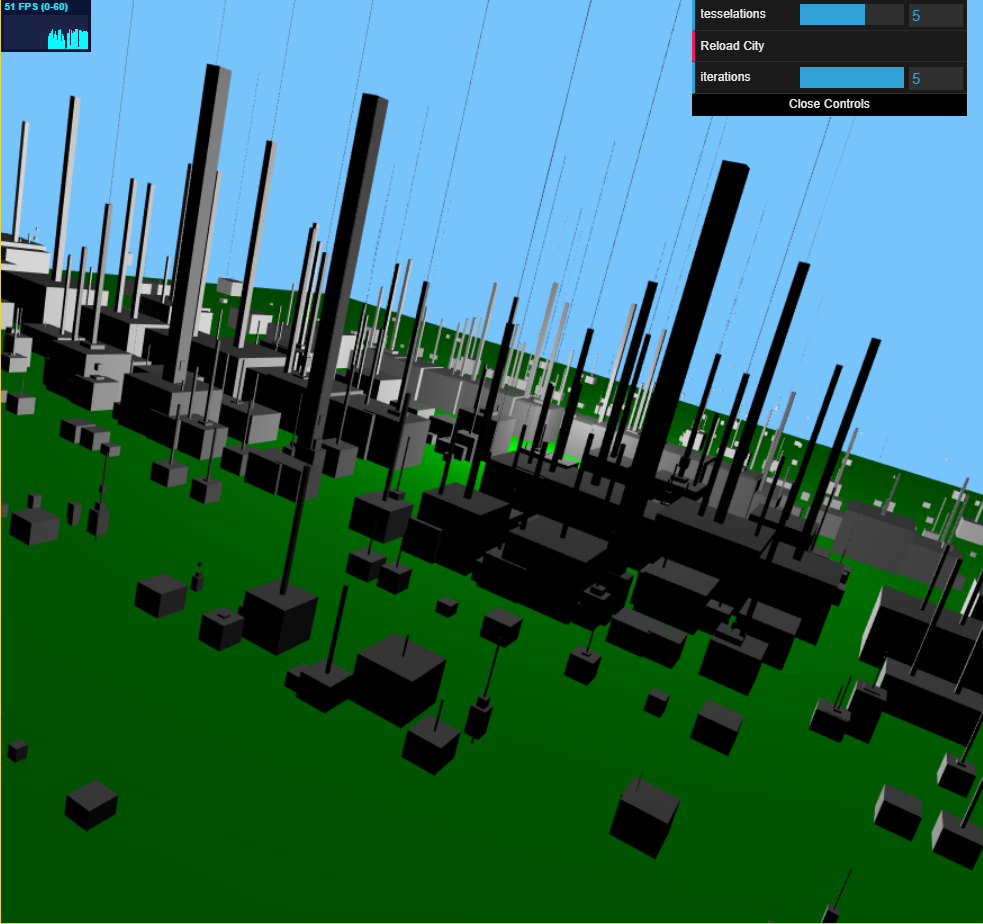 51 FPS (0-60)
tesselations 5
Reload City
iterations 5
Close Controls